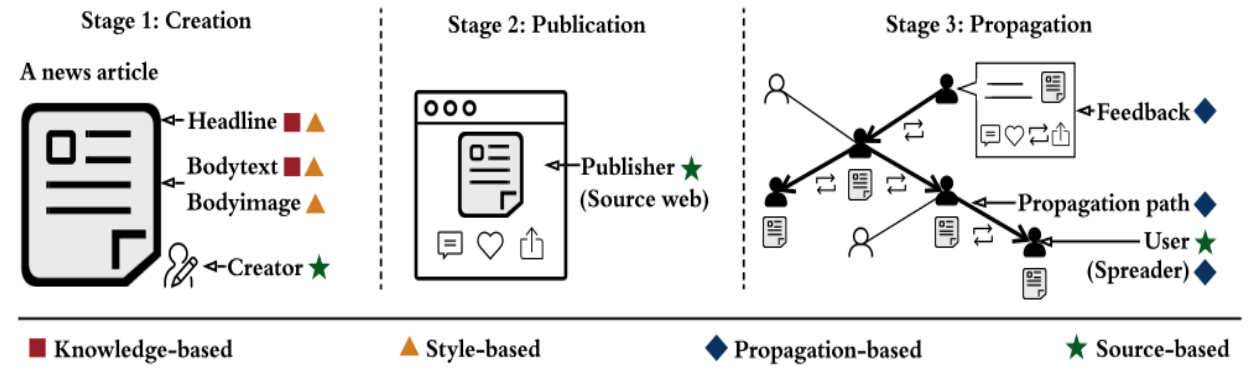 Stage 1: Creation
A news article
Headline
Bodytext
Bodyimage
Creator
Stage 2: Publication
Publisher
(Source web)
Stage 3: Propagation
Feedback
Propagation path
User
(Spreader)
Knowledge-based
Style-based
Propagation-based
Source-based